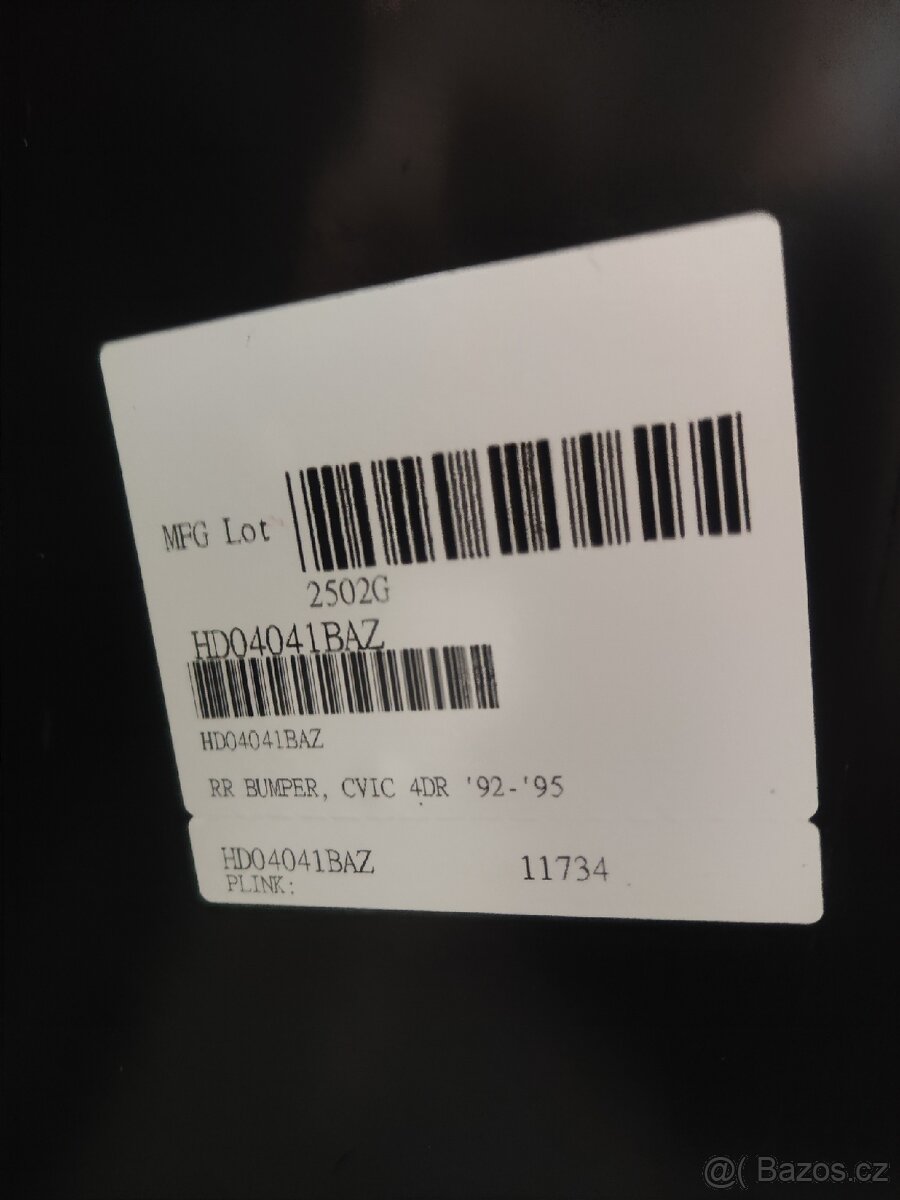 MFG Lot
2502G
HD04041BAZ
HD04041BAZ
RR BUMPER, CVIC 4DR '92-'95
HD04041BAZ 11734
PLINK:
@( Bazos.cz